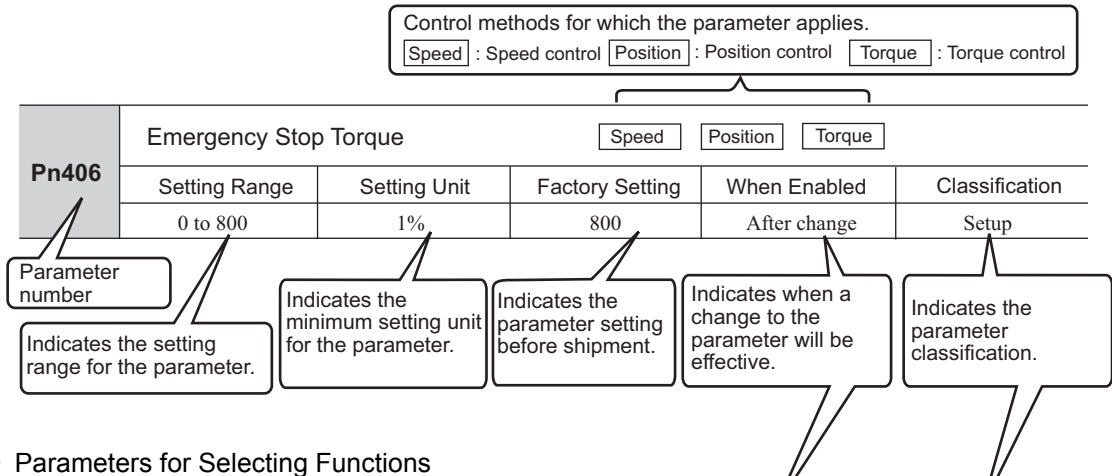 Control methods for which the parameter applies.
Speed : Speed control Position : Position control Torque : Torque control
Emergency Stop Torque Speed Position Torque
Pn406
Setting Range Setting Unit Factory Setting When Enabled Classification
0 to 800 1% 800 After change Setup
Parameter
number
Indicates the setting
range for the parameter.
Indicates the
minimum setting unit
for the parameter.
Indicates the
parameter setting
before shipment.
Indicates when a
change to the
parameter will be
effective.
Indicates the
parameter
classification.
Parameters for Selecting Functions